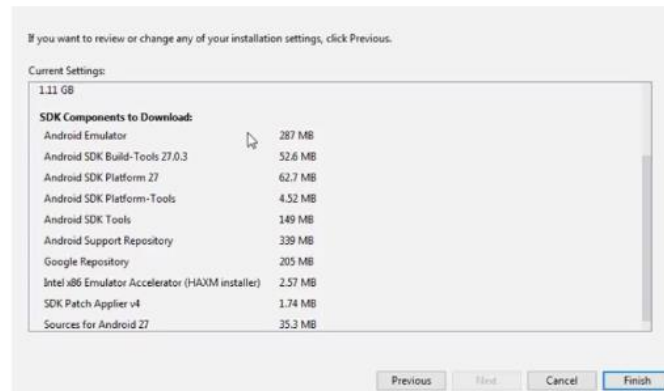 If you want to review or change any of your installation settings, click Previous.
Current Settings:
1.11 GB
SDK Components to Download:
Android Emulator 287 MB
Android SDK Build-Tools 27.0.3 52.6 MB
Android SDK Platform 27 62.7 MB
Android SDK Platform-Tools 4.52 MB
Android SDK Tools 149 MB
Android Support Repository 339 MB
Google Repository 205 MB
Intel x86 Emulator Accelerator (HAXM installer) 2.57 MB
SDK Patch Applier v4 1.74 MB
Sources for Android 27 35.3 MB
Previous Next Cancel Finish